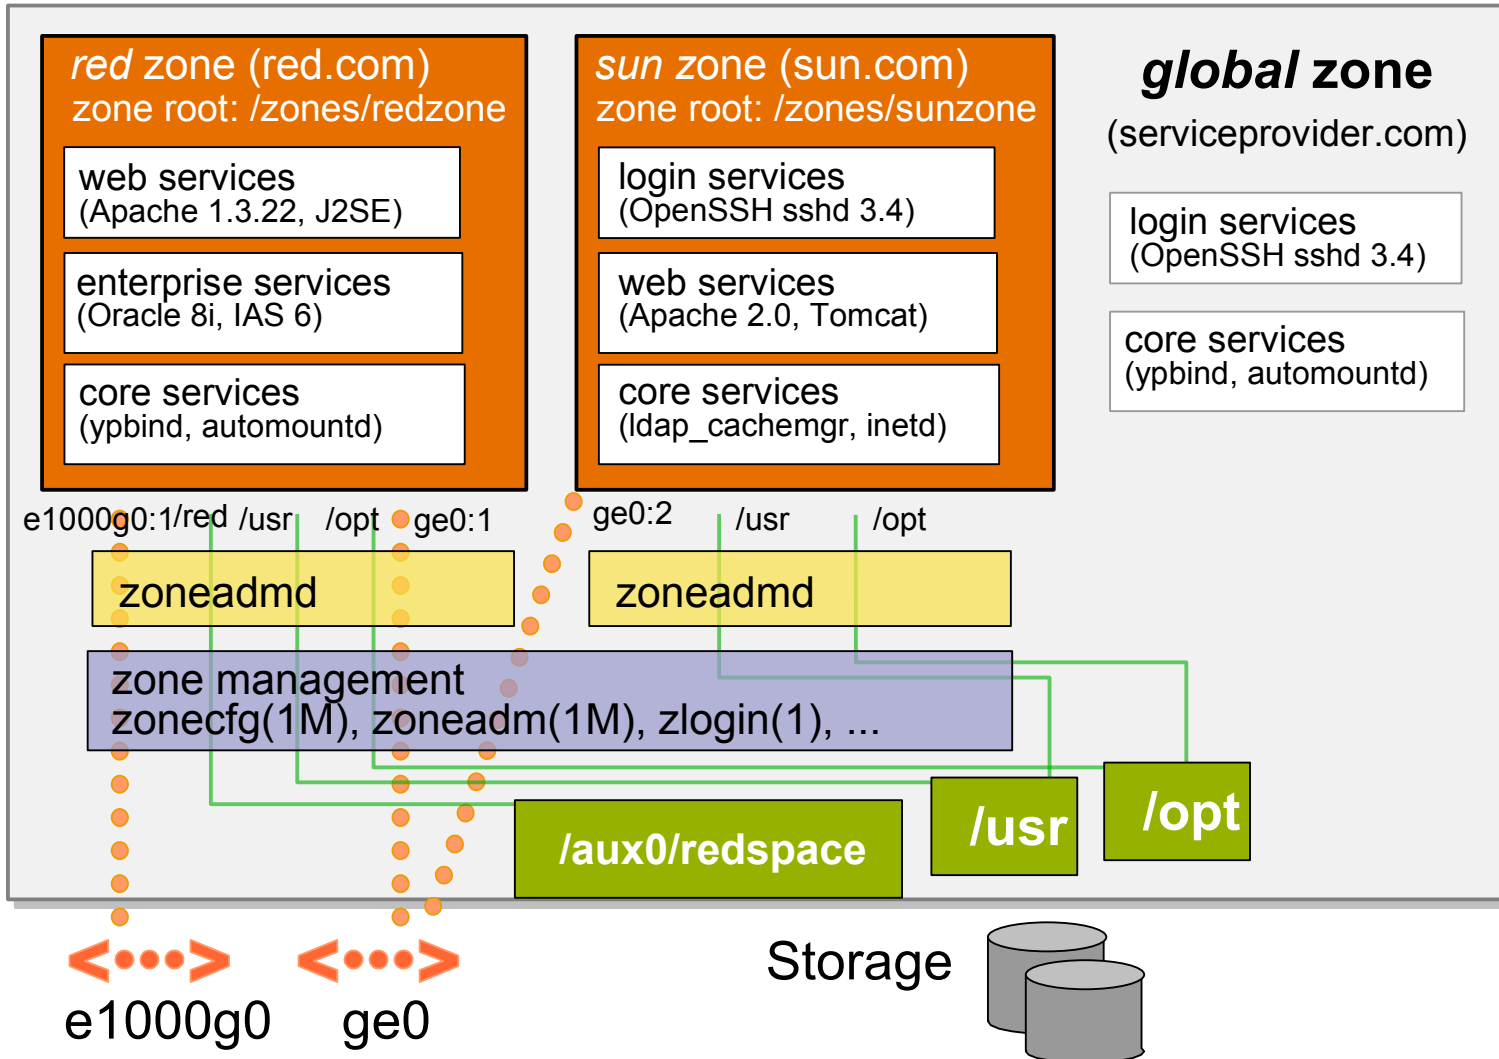 red zone (red.com)
zone root: /zones/redzone
web services
(Apache 1.3.22, J2SE)
enterprise services
(Oracle 8i, IAS 6)
core services
(ypbind, automountd)
sun zone (sun.com)
zone root: /zones/sunzone
login services
(OpenSSH sshd 3.4)
web services
(Apache 2.0, Tomcat)
core services
(ldap_cachemgr, inetd)
global zone
(serviceprovider.com)
login services
(OpenSSH sshd 3.4)
core services
(ypbind, automountd)
e1000g0:1 /red /usr /opt ge0:1
ge0:2 /usr /opt
zoneadmd
zoneadmd
zone management
zonecfg(1M), zoneadm(1M), zlogin(1), ...
/aux0/redspace
/usr
/opt
<•••>
<•••>
e1000g0
ge0
Storage